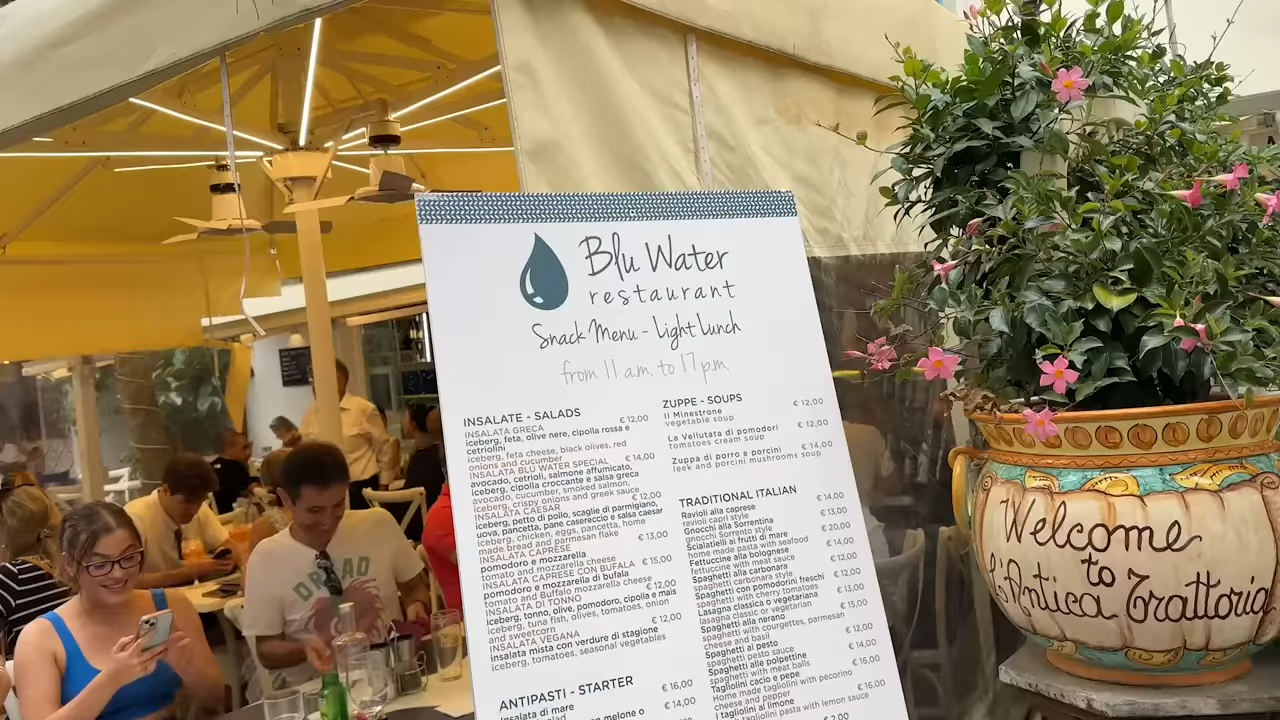 Blu Water
restaurant
Snack Menu - Light Lunch
from 11 a.m. to 17 p.m.
INSALATE - SALADS
INSALATA GRECA € 12,00
iceberg, feta, olive nere, cipolla rossa e
cetriolini
iceberg, feta cheese, black olives, red
onions and cucumber
INSALATA BLU WATER SPECIAL € 14,00
avocado, cetrioli, salmone affumicato,
iceberg, cipolla croccante e salsa greca
avocado, cucumber, smoked salmon,
iceberg, crispy onions and greek sauce
INSALATA CAESAR € 12,00
iceberg, petto di pollo, scaglie di parmigiano,
uova, pancetta, pane casereccio e salsa caesar
iceberg, chicken, eggs, pancetta, home
made bread and parmesan flake
INSALATA CAPRESE € 13,00
pomodoro e mozzarella
tomato and mozzarella cheese
INSALATA CAPRESE CON BUFALA € 15,00
pomodoro e mozzarella di bufala
tomato and Buffalo mozzarella cheese
INSALATA DI TONNO € 12,00
iceberg, tonno, olive, pomodoro, cipolla e mais
iceberg, tuna fish, olives, tomatoes, onion
and sweetcorn
INSALATA VEGANA € 12,00
insalata mista con verdure di stagione
iceberg, tomatoes, seasonal vegetables
ANTIPASTI - STARTER
Insalata di mare € 16,00
salad
on melone o € 14,00
ZUPPE - SOUPS
Il Minestrone € 12,00
vegetable soup
La Vellutata di pomodori € 12,00
tomatoes cream soup
Zuppa di porro e porcini € 14,00
leek and porcini mushrooms soup
TRADITIONAL ITALIAN
Ravioli alla caprese € 14,00
ravioli capri style
Gnocchi alla Sorrentina € 13,00
gnocchi Sorrento style
Scialatielli ai frutti di mare € 20,00
home made pasta with seafood
Fettuccine alla bolognese € 14,00
fettuccine with meat sauce
Spaghetti alla carbonara € 12,00
spaghetti carbonara style
Spaghetti con pomodorini freschi € 12,00
spaghetti with cherry tomatoes
Lasagna classica o vegetariana € 13,00
lasagna classic or vegetarian
Spaghetti alla nerano € 15,00
spaghetti with courgettes, parmesan
cheese and basil
Spaghetti al pesto € 12,00
spaghetti pesto sauce
Spaghetti alle polpettine € 14,00
spaghetti with meat balls
Tagliolini cacio e pepe € 16,00
Home made tagliolini with pecorino
cheese and pepper
tagliolini al limone € 16,00
tagliolini pasta with lemon sauce
2,00
Welcome
to
L'Antica Trattoria